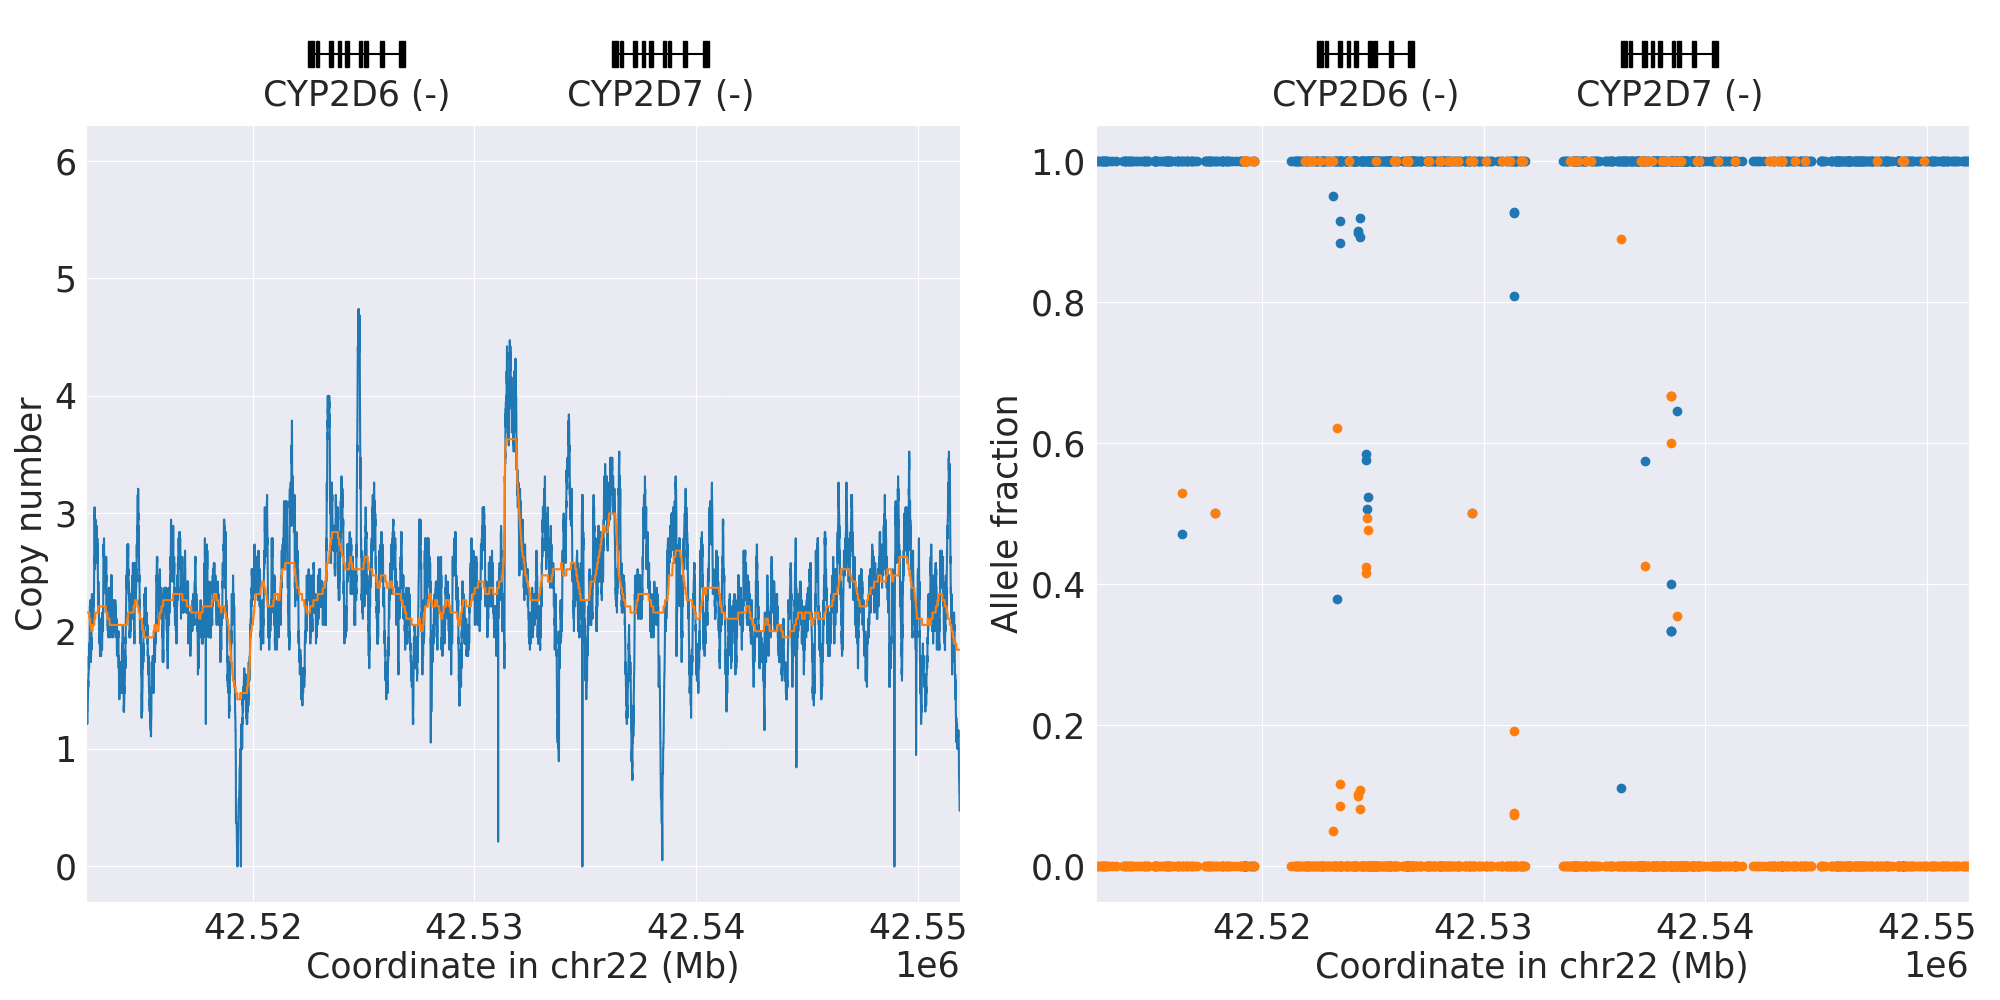 CYP2D6 (-) CYP2D7 (-)
6
5
4
3
2
1
0
Copy number
42.52 42.53 42.54 42.55
Coordinate in chr22 (Mb) 1e6
CYP2D6 (-) CYP2D7 (-)
1.0
0.8
0.6
0.4
0.2
0.0
Allele fraction
42.52 42.53 42.54 42.55
Coordinate in chr22 (Mb) 1e6